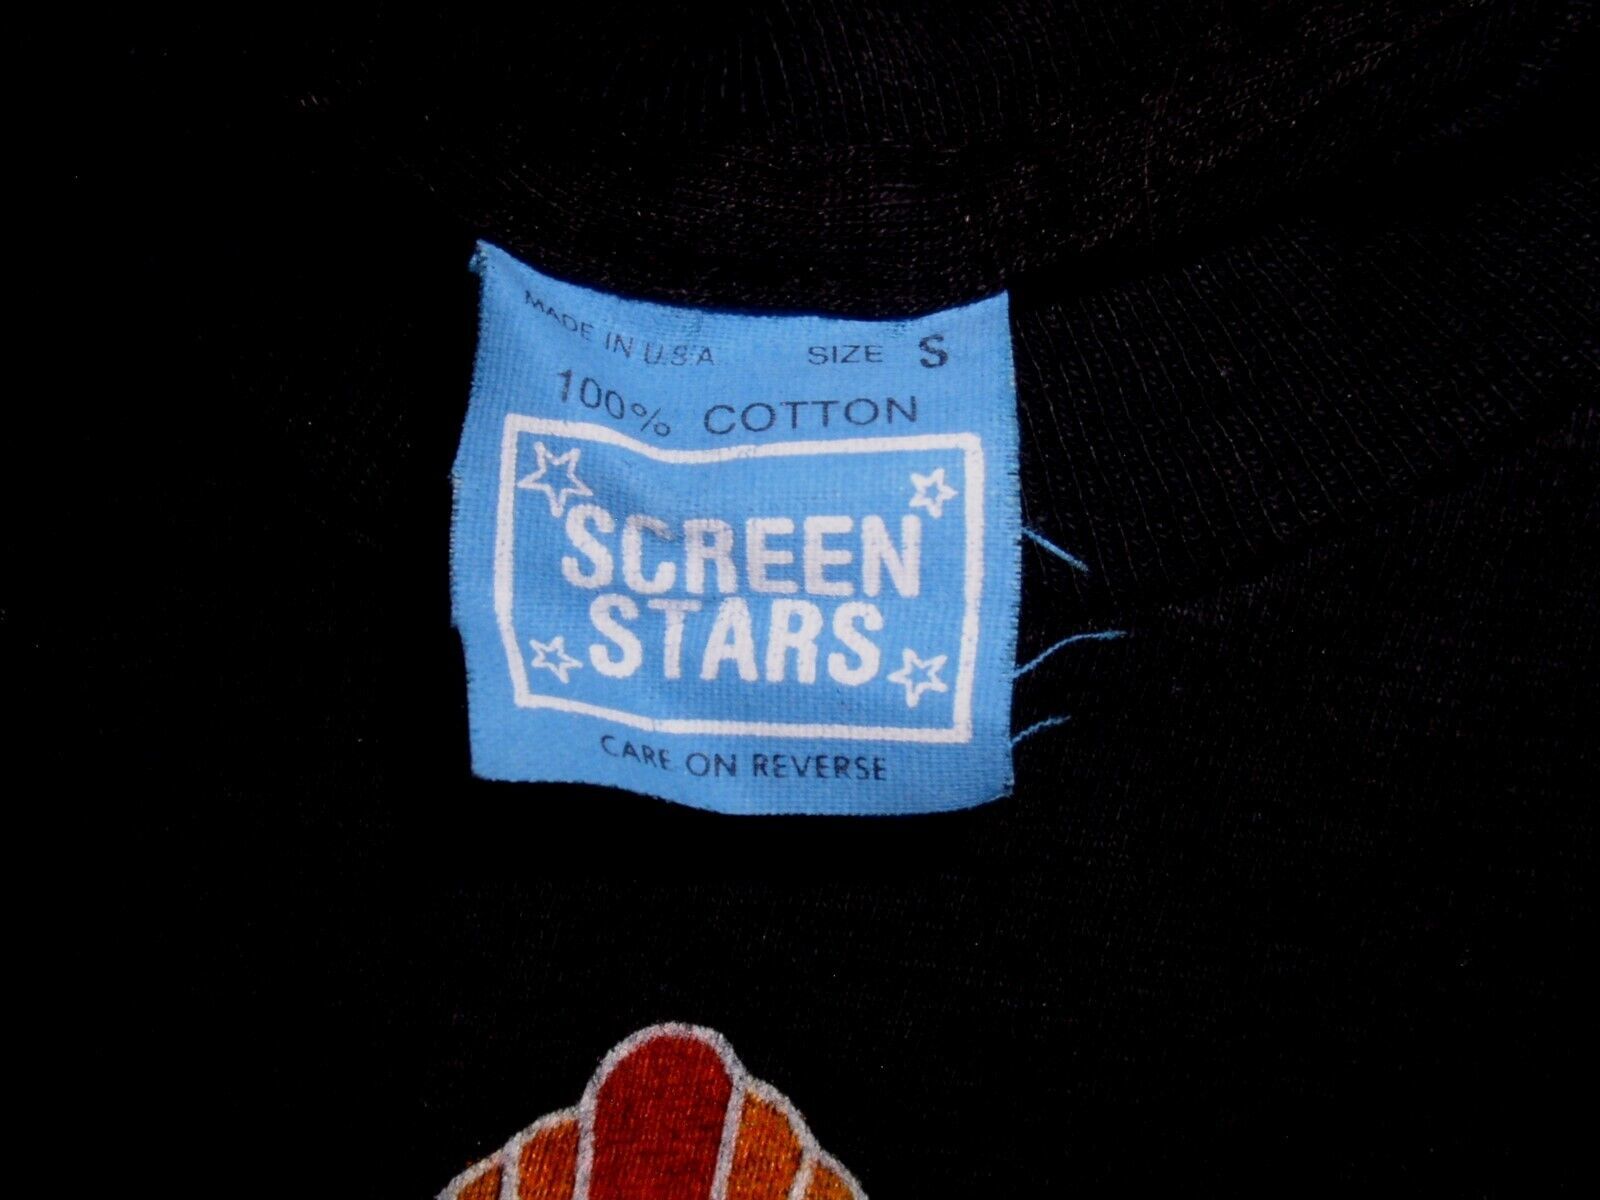 MADE IN U.S.A SIZE S
100% COTTON
SCREEN
STARS
CARE ON REVERSE